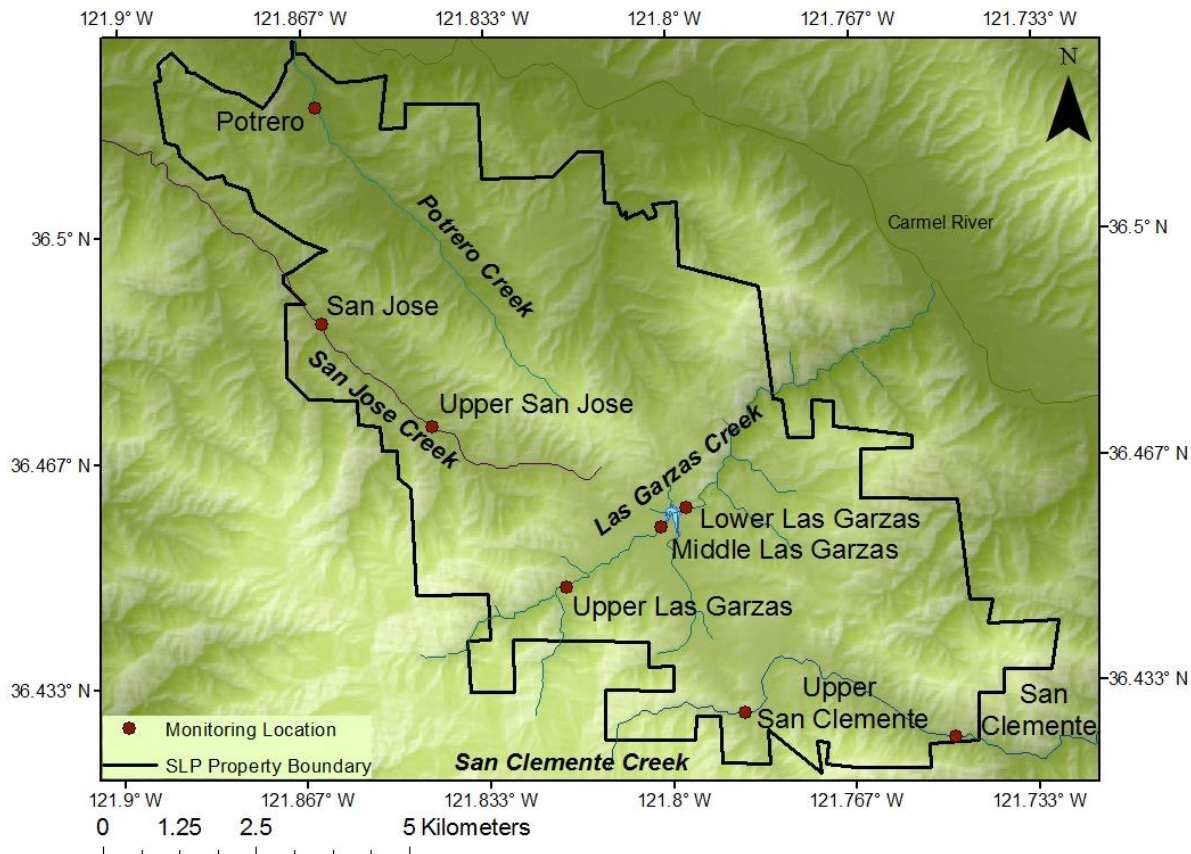 121.9° W 121.867° W 121.833° W 121.8° W 121.767° W 121.733° W
N
Potrero
Potrero Creek
Carmel River
36.5° N 36.5° N
San Jose
San Jose Creek
Upper San Jose
Las Garzas Creek
36.467° N 36.467° N
Lower Las Garzas
Middle Las Garzas
Upper Las Garzas
36.433° N 36.433° N
Upper
San Clemente
San
Clemente
Monitoring Location
SLP Property Boundary
San Clemente Creek
121.9° W 121.867° W 121.833° W 121.8° W 121.767° W 121.733° W
0 1.25 2.5 5 Kilometers